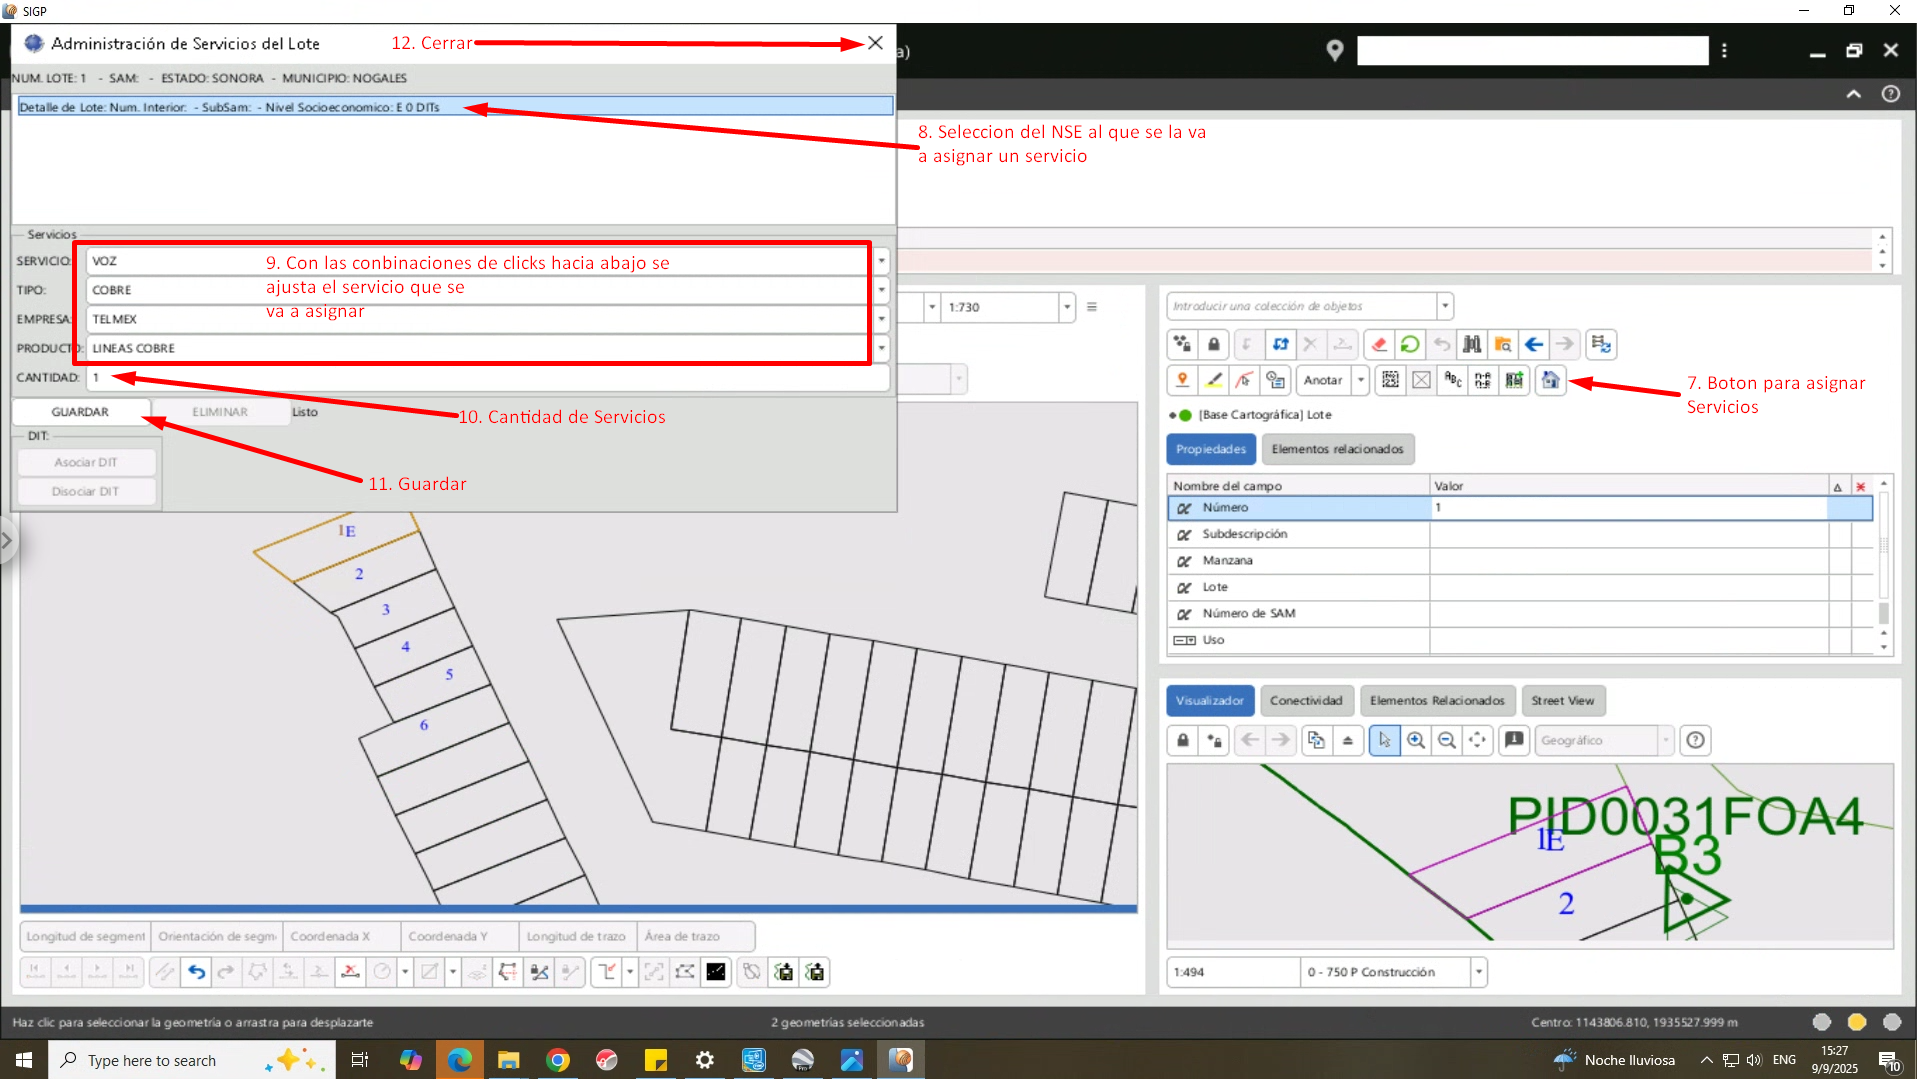 SIGP
Administración de Servicios del Lote
12. Cerrar
a)
NUM. LOTE: 1 - SAM: - ESTADO: SONORA - MUNICIPIO: NOGALES
Detalle de Lote: Num. Interior: - SubSam: - Nivel Socioeconomico: E 0 DITs
8. Seleccion del NSE al que se la va
a asignar un servicio
Servicios
SERVICIO: VOZ
9. Con las conbinaciones de clicks hacia abajo se
ajusta el servicio que se
va a asignar
TIPO: COBRE
EMPRESA: TELMEX
PRODUCTO: LINEAS COBRE
CANTIDAD: 1
10. Cantidad de Servicios
GUARDAR
ELIMINAR
Listo
DIT:
Asociar DIT
Disociar DIT
11. Guardar
1:730
Introducir una colección de objetos
Anotar
7. Boton para asignar
Servicios
[Base Cartográfica] Lote
Propiedades
Elementos relacionados
Nombre del campo
Valor
Número
1
Subdescripción
Manzana
Lote
Número de SAM
Uso
1E
2
3
4
5
6
Visualizador
Conectividad
Elementos Relacionados
Street View
Geográfico
PID0031FOA4
1E
B3
2
1:494
0 - 750 P Construcción
Longitud de segment
Orientación de segm
Coordenada X
Coordenada Y
Longitud de trazo
Área de trazo
Haz clic para seleccionar la geometría o arrastra para desplazarte
2 geometrías seleccionadas
Centro: 1143806.810, 1935527.999 m
Type here to search
Noche lluviosa
ENG
15:27
9/9/2025
10